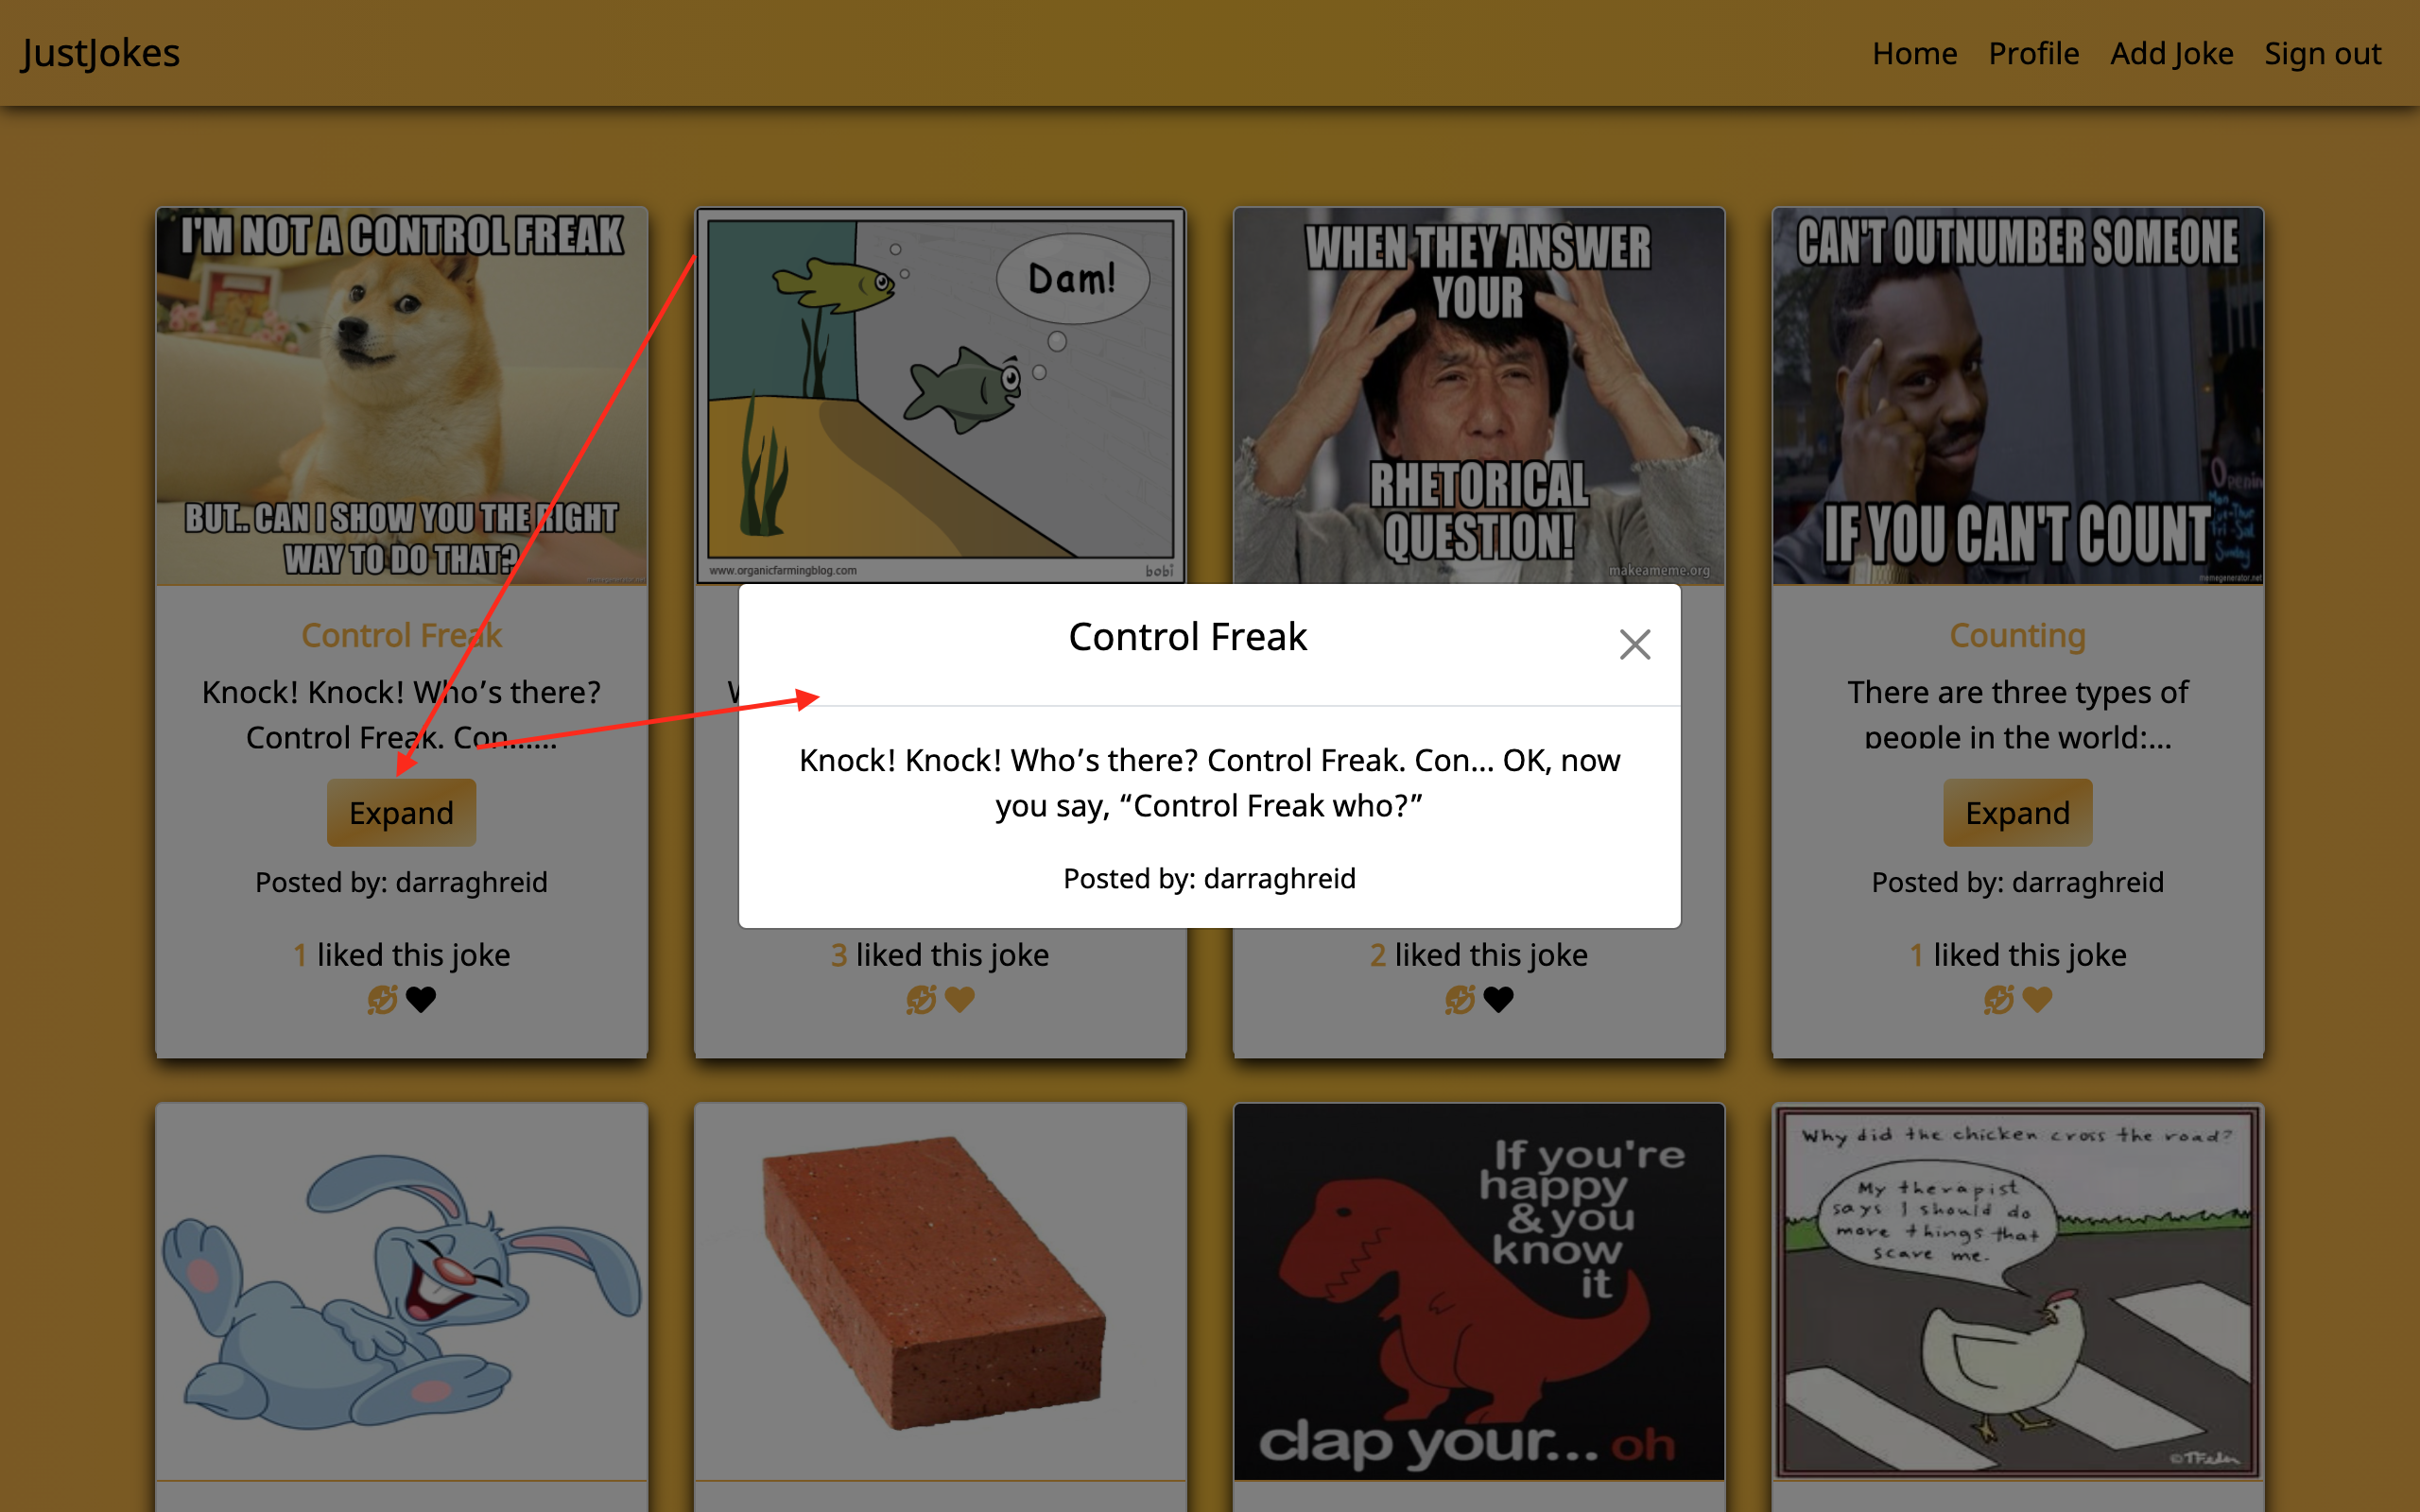 JustJokes
Home Profile Add Joke Sign out
I'M NOT A CONTROL FREAK
BUT.. CAN I SHOW YOU THE RIGHT
WAY TO DO THAT?
Dam!
www.organicfarmingblog.com
bobi
WHEN THEY ANSWER
YOUR
RHETORICAL
QUESTION!
makeameme.org
CAN'T OUTNUMBER SOMEONE
IF YOU CAN'T COUNT
memegenerator.net
Control Freak
Knock! Knock! Who’s there?
Control Freak. Con......
Expand
Posted by: darraghreid
1 liked this joke
Control Freak
Knock! Knock! Who’s there? Control Freak. Con… OK, now
you say, “Control Freak who?”
Posted by: darraghreid
3 liked this joke
2 liked this joke
Counting
There are three types of
people in the world:...
Expand
Posted by: darraghreid
1 liked this joke
If you're
happy
& you
know
it
clap your... oh
Why did the chicken cross the road?
My therapist
says I should do
more things that
scare me.